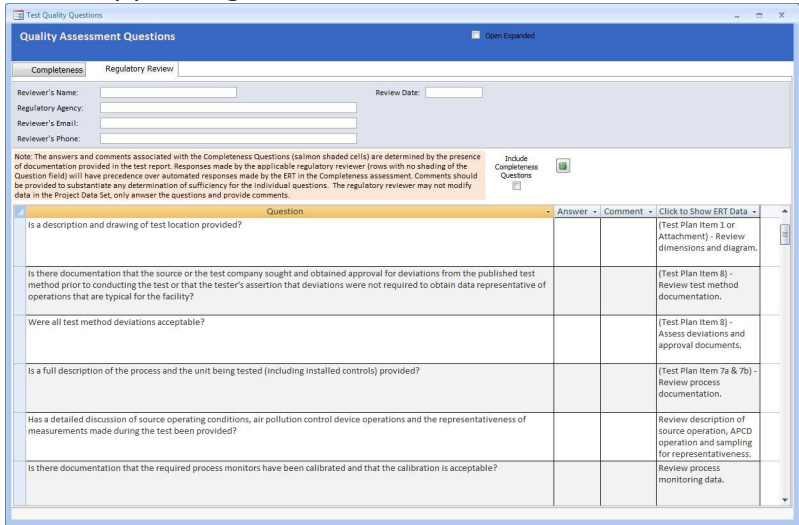 Test Quality Questions
Quality Assessment Questions
Open Expanded
Completeness
Regulatory Review
Reviewer's Name:
Review Date:
Regulatory Agency:
Reviewer's Email:
Reviewer's Phone:
Note: The answers and comments associated with the Completeness Questions (salmon shaded cells) are determined by the presence
of documentation provided in the test report. Responses made by the applicable regulatory reviewer (rows with no shading of the
Question field) will have precedence over automated responses made by the ERT in the Completeness assessment. Comments should
be provided to substantiate any determination of sufficiency for the individual questions. The regulatory reviewer may not modify
data in the Project Data Set, only anwser the questions and provide comments.
Include
Completeness
Questions
Question
Answer
Comment
Click to Show ERT Data
Is a description and drawing of test location provided?
(Test Plan Item 1 or
Attachment) - Review
dimensions and diagram.
Is there documentation that the source or the test company sought and obtained approval for deviations from the published test
method prior to conducting the test or that the tester's assertion that deviations were not required to obtain data representative of
operations that are typical for the facility?
(Test Plan Item 8) -
Review test method
documentation.
Were all test method deviations acceptable?
(Test Plan Item 8) -
Assess deviations and
approval documents.
Is a full description of the process and the unit being tested (including installed controls) provided?
(Test Plan Item 7a & 7b) -
Review process
documentation.
Has a detailed discussion of source operating conditions, air pollution control device operations and the representativeness of
measurements made during the test been provided?
Review description of
source operation, APCD
operation and sampling
for representativeness.
Is there documentation that the required process monitors have been calibrated and that the calibration is acceptable?
Review process
monitoring data.